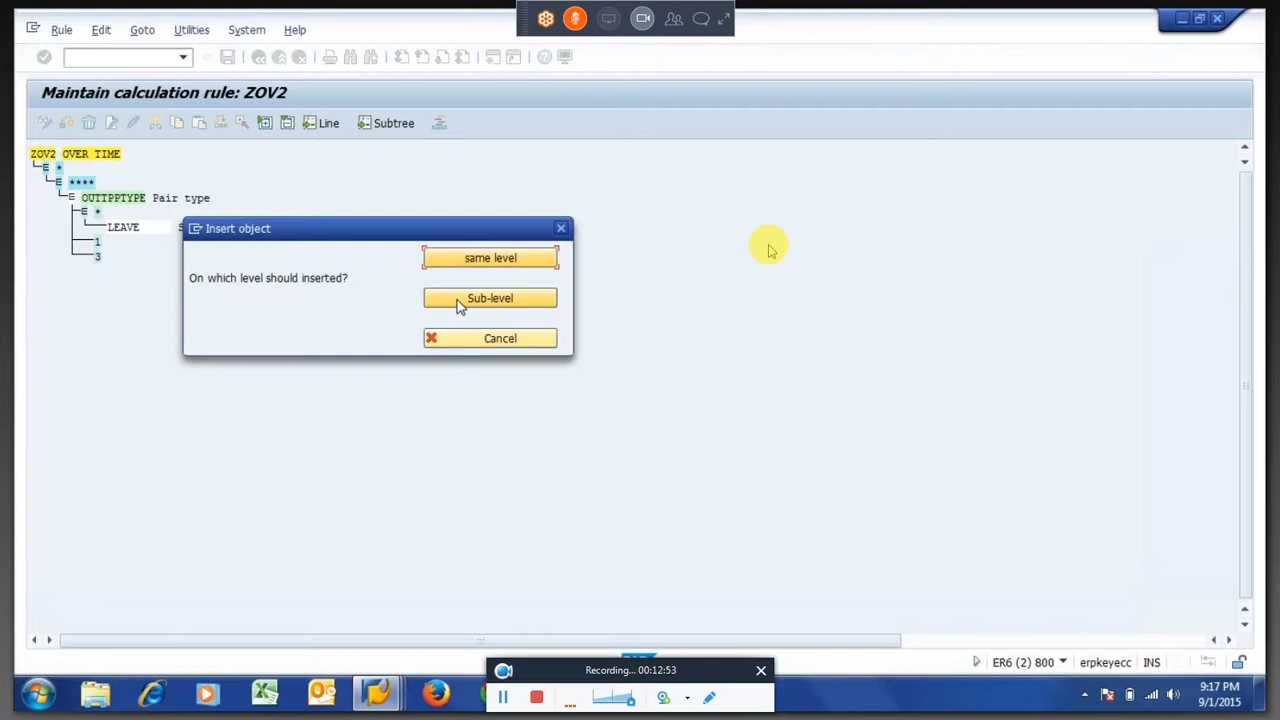 Rule Edit Goto Utilities System Help
Maintain calculation rule: ZOV2
Line Subtree
ZOV2 OVER TIME
*
****
OUTTPPTYPE Pair type
*
LEAVE S
1
3
Insert object
same level
On which level should inserted?
Sub-level
Cancel
ER6 (2) 800 erpkeyecc INS
Recording... 00:12:53
9:17 PM
9/1/2015